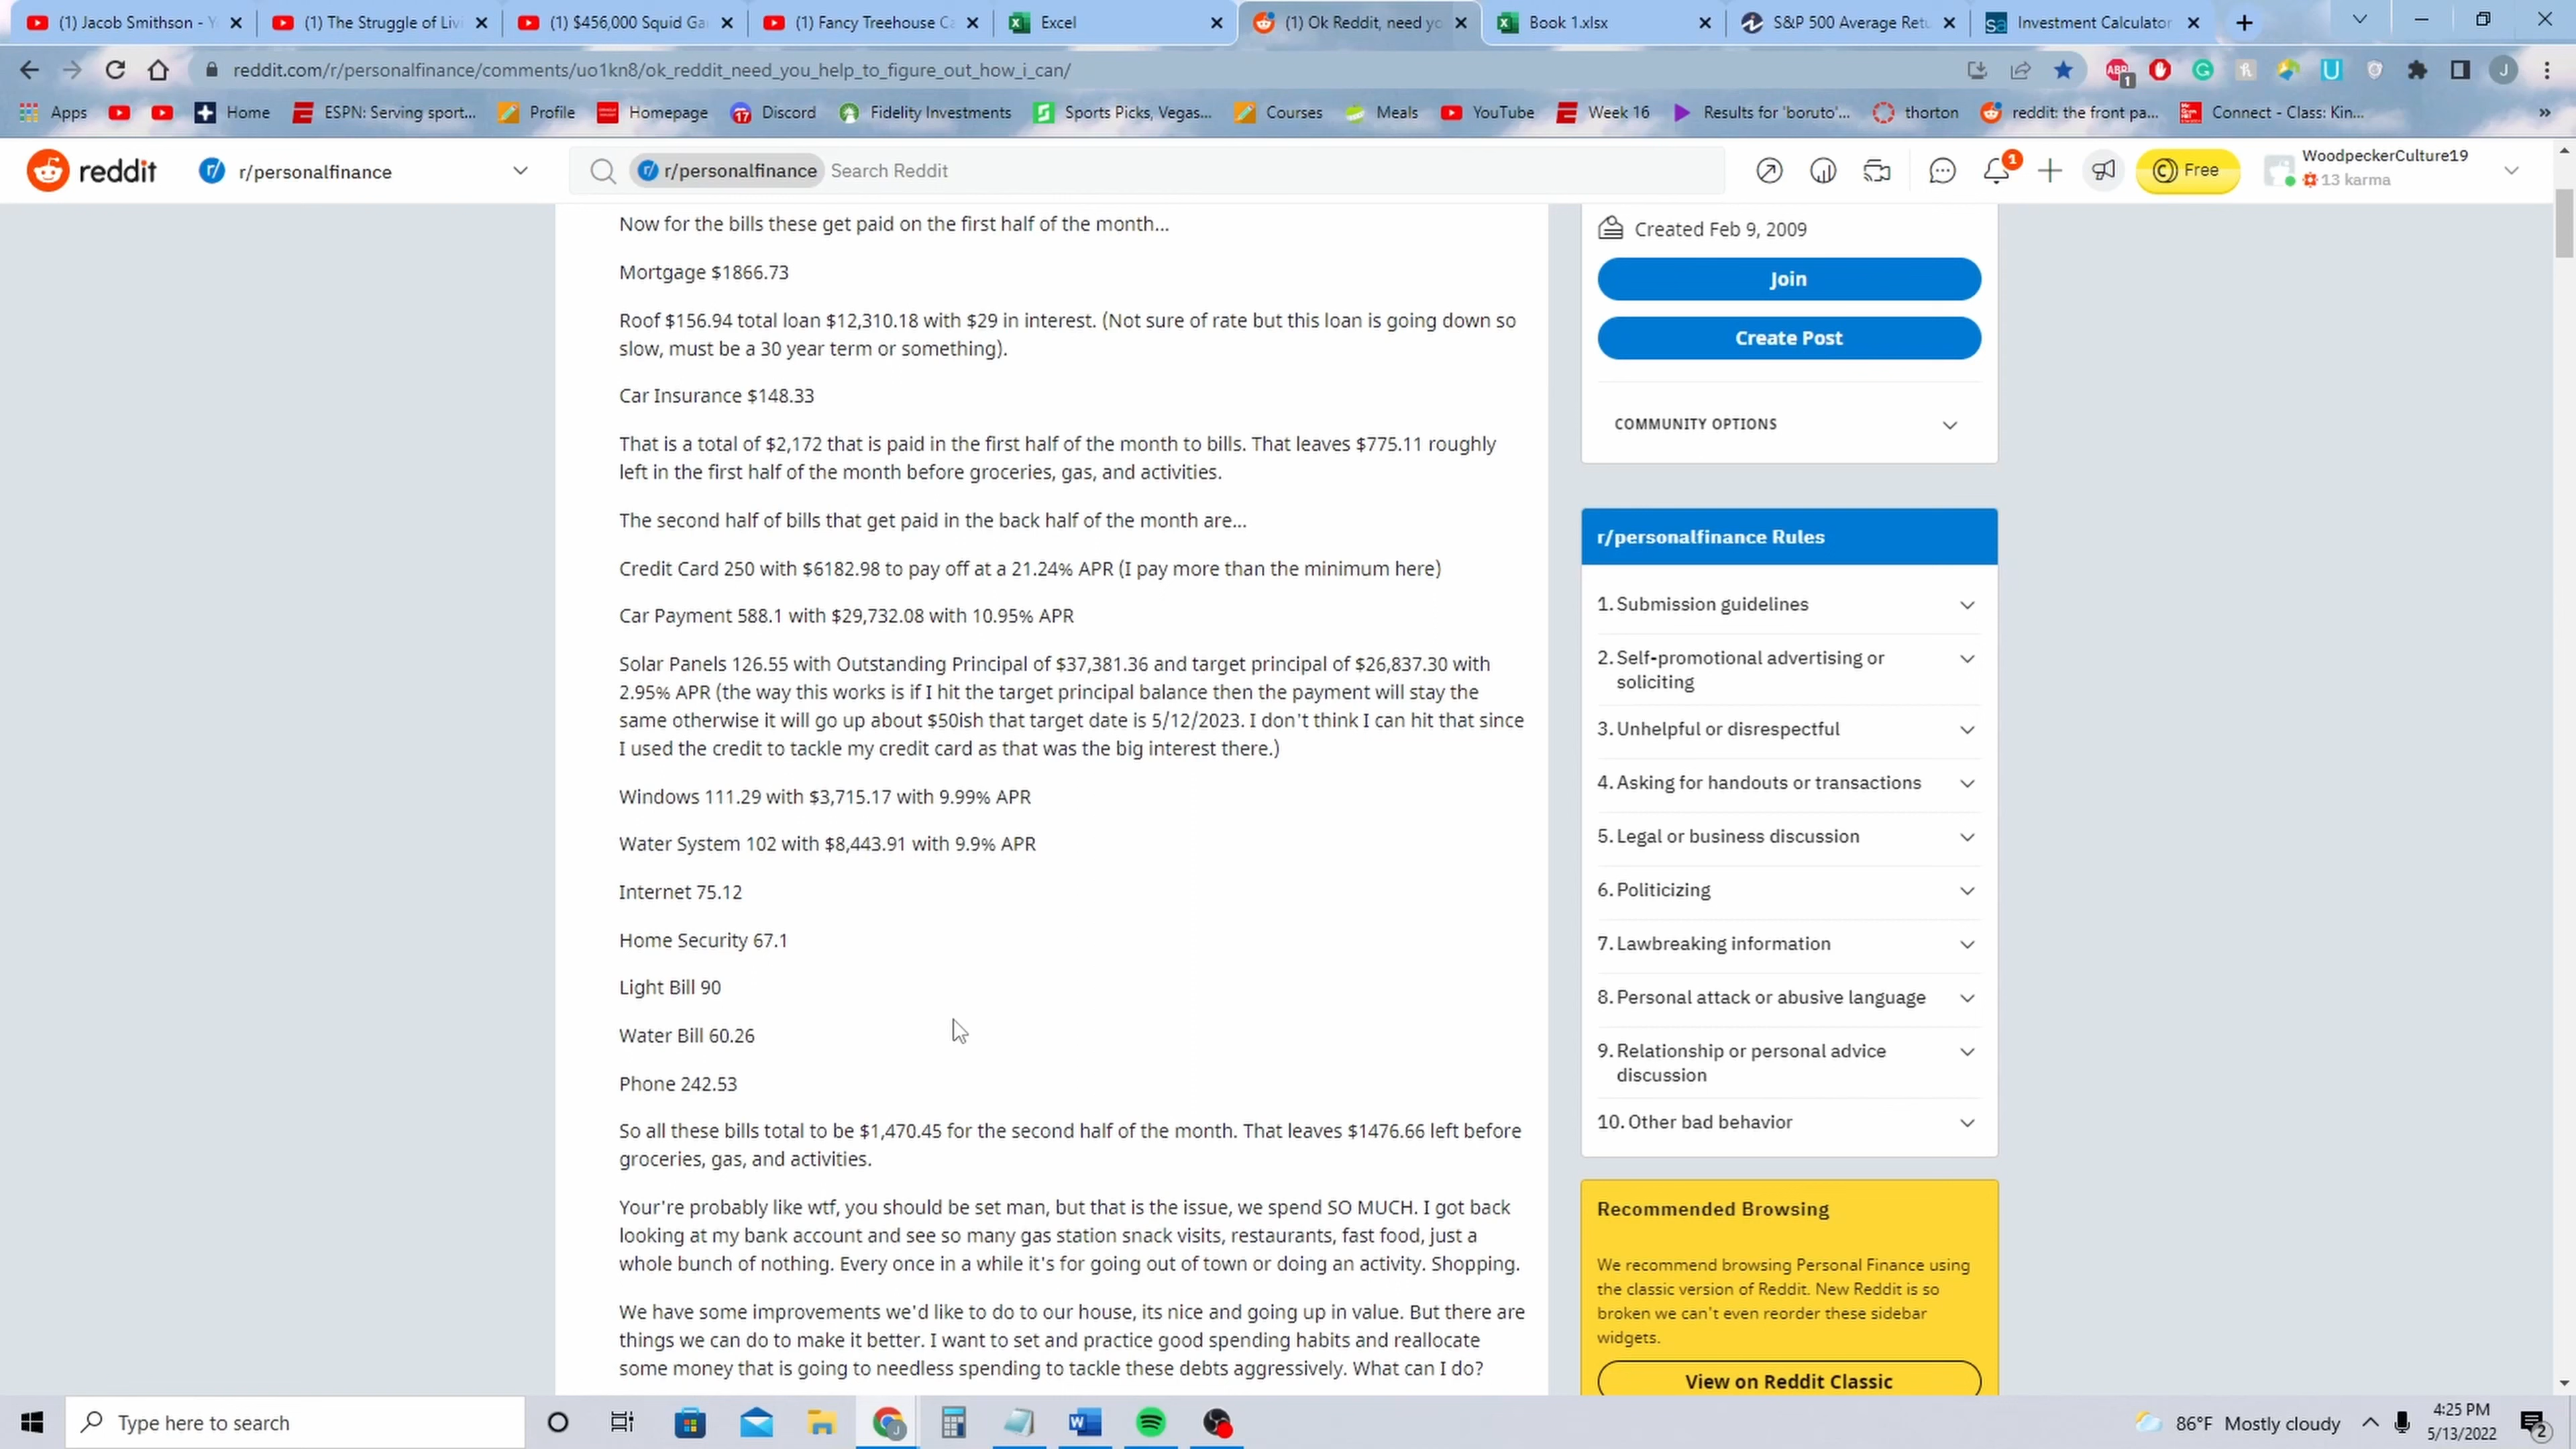 (1) Jacob Smithson - Y
(1) The Struggle of Livi
(1) $456,000 Squid Ga
(1) Fancy Treehouse Ca
Excel
(1) Ok Reddit, need yo
Book 1.xlsx
S&P 500 Average Retu
Investment Calculator
reddit.com/r/personalfinance/comments/uo1kn8/ok_reddit_need_you_help_to_figure_out_how_i_can/
ABP
1
U
J
Apps
Home
ESPN: Serving sport...
Profile
Homepage
17
Discord
Fidelity Investments
Sports Picks, Vegas...
Courses
Meals
YouTube
Week 16
Results for 'boruto'...
thorton
reddit: the front pa...
Connect - Class: Kin...
reddit
r/
r/personalfinance
r/
r/personalfinance
Search Reddit
1
Free
WoodpeckerCulture19
13 karma
Now for the bills these get paid on the first half of the month...
Mortgage $1866.73
Roof $156.94 total loan $12,310.18 with $29 in interest. (Not sure of rate but this loan is going down so
slow, must be a 30 year term or something).
Car Insurance $148.33
That is a total of $2,172 that is paid in the first half of the month to bills. That leaves $775.11 roughly
left in the first half of the month before groceries, gas, and activities.
The second half of bills that get paid in the back half of the month are...
Credit Card 250 with $6182.98 to pay off at a 21.24% APR (I pay more than the minimum here)
Car Payment 588.1 with $29,732.08 with 10.95% APR
Solar Panels 126.55 with Outstanding Principal of $37,381.36 and target principal of $26,837.30 with
2.95% APR (the way this works is if I hit the target principal balance then the payment will stay the
same otherwise it will go up about $50ish that target date is 5/12/2023. I don't think I can hit that since
I used the credit to tackle my credit card as that was the big interest there.)
Windows 111.29 with $3,715.17 with 9.99% APR
Water System 102 with $8,443.91 with 9.9% APR
Internet 75.12
Home Security 67.1
Light Bill 90
Water Bill 60.26
Phone 242.53
So all these bills total to be $1,470.45 for the second half of the month. That leaves $1476.66 left before
groceries, gas, and activities.
Your're probably like wtf, you should be set man, but that is the issue, we spend SO MUCH. I got back
looking at my bank account and see so many gas station snack visits, restaurants, fast food, just a
whole bunch of nothing. Every once in a while it's for going out of town or doing an activity. Shopping.
We have some improvements we'd like to do to our house, its nice and going up in value. But there are
things we can do to make it better. I want to set and practice good spending habits and reallocate
some money that is going to needless spending to tackle these debts aggressively. What can I do?
Created Feb 9, 2009
Join
Create Post
COMMUNITY OPTIONS
r/personalfinance Rules
1. Submission guidelines
2. Self-promotional advertising or
soliciting
3. Unhelpful or disrespectful
4. Asking for handouts or transactions
5. Legal or business discussion
6. Politicizing
7. Lawbreaking information
8. Personal attack or abusive language
9. Relationship or personal advice
discussion
10. Other bad behavior
Recommended Browsing
We recommend browsing Personal Finance using
the classic version of Reddit. New Reddit is so
broken we can't even reorder these sidebar
widgets.
View on Reddit Classic
Type here to search
86°F Mostly cloudy
4:25 PM
5/13/2022
2